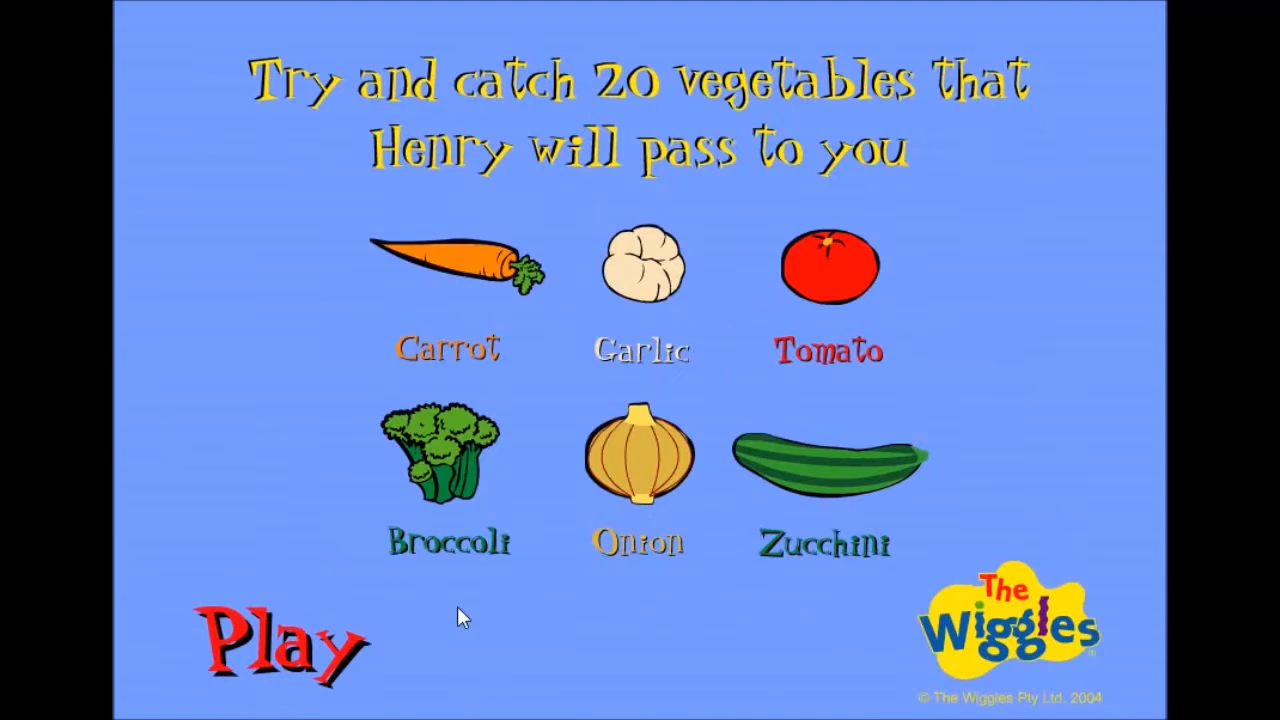 Try and catch 20 vegetables that
Henry will pass to you
Carrot Garlic Tomato
Broccoli Onion Zucchini
Play
The
Wiggles
®
© The Wiggles Pty Ltd. 2004